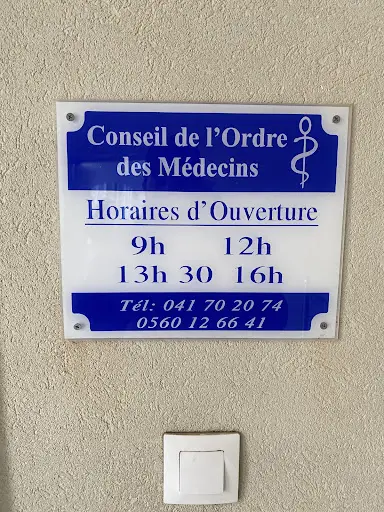 Conseil de l'Ordre
des Médecins
Horaires d'Ouverture
9h 12h
13h 30 16h
Tél: 041 70 20 74
0560 12 66 41